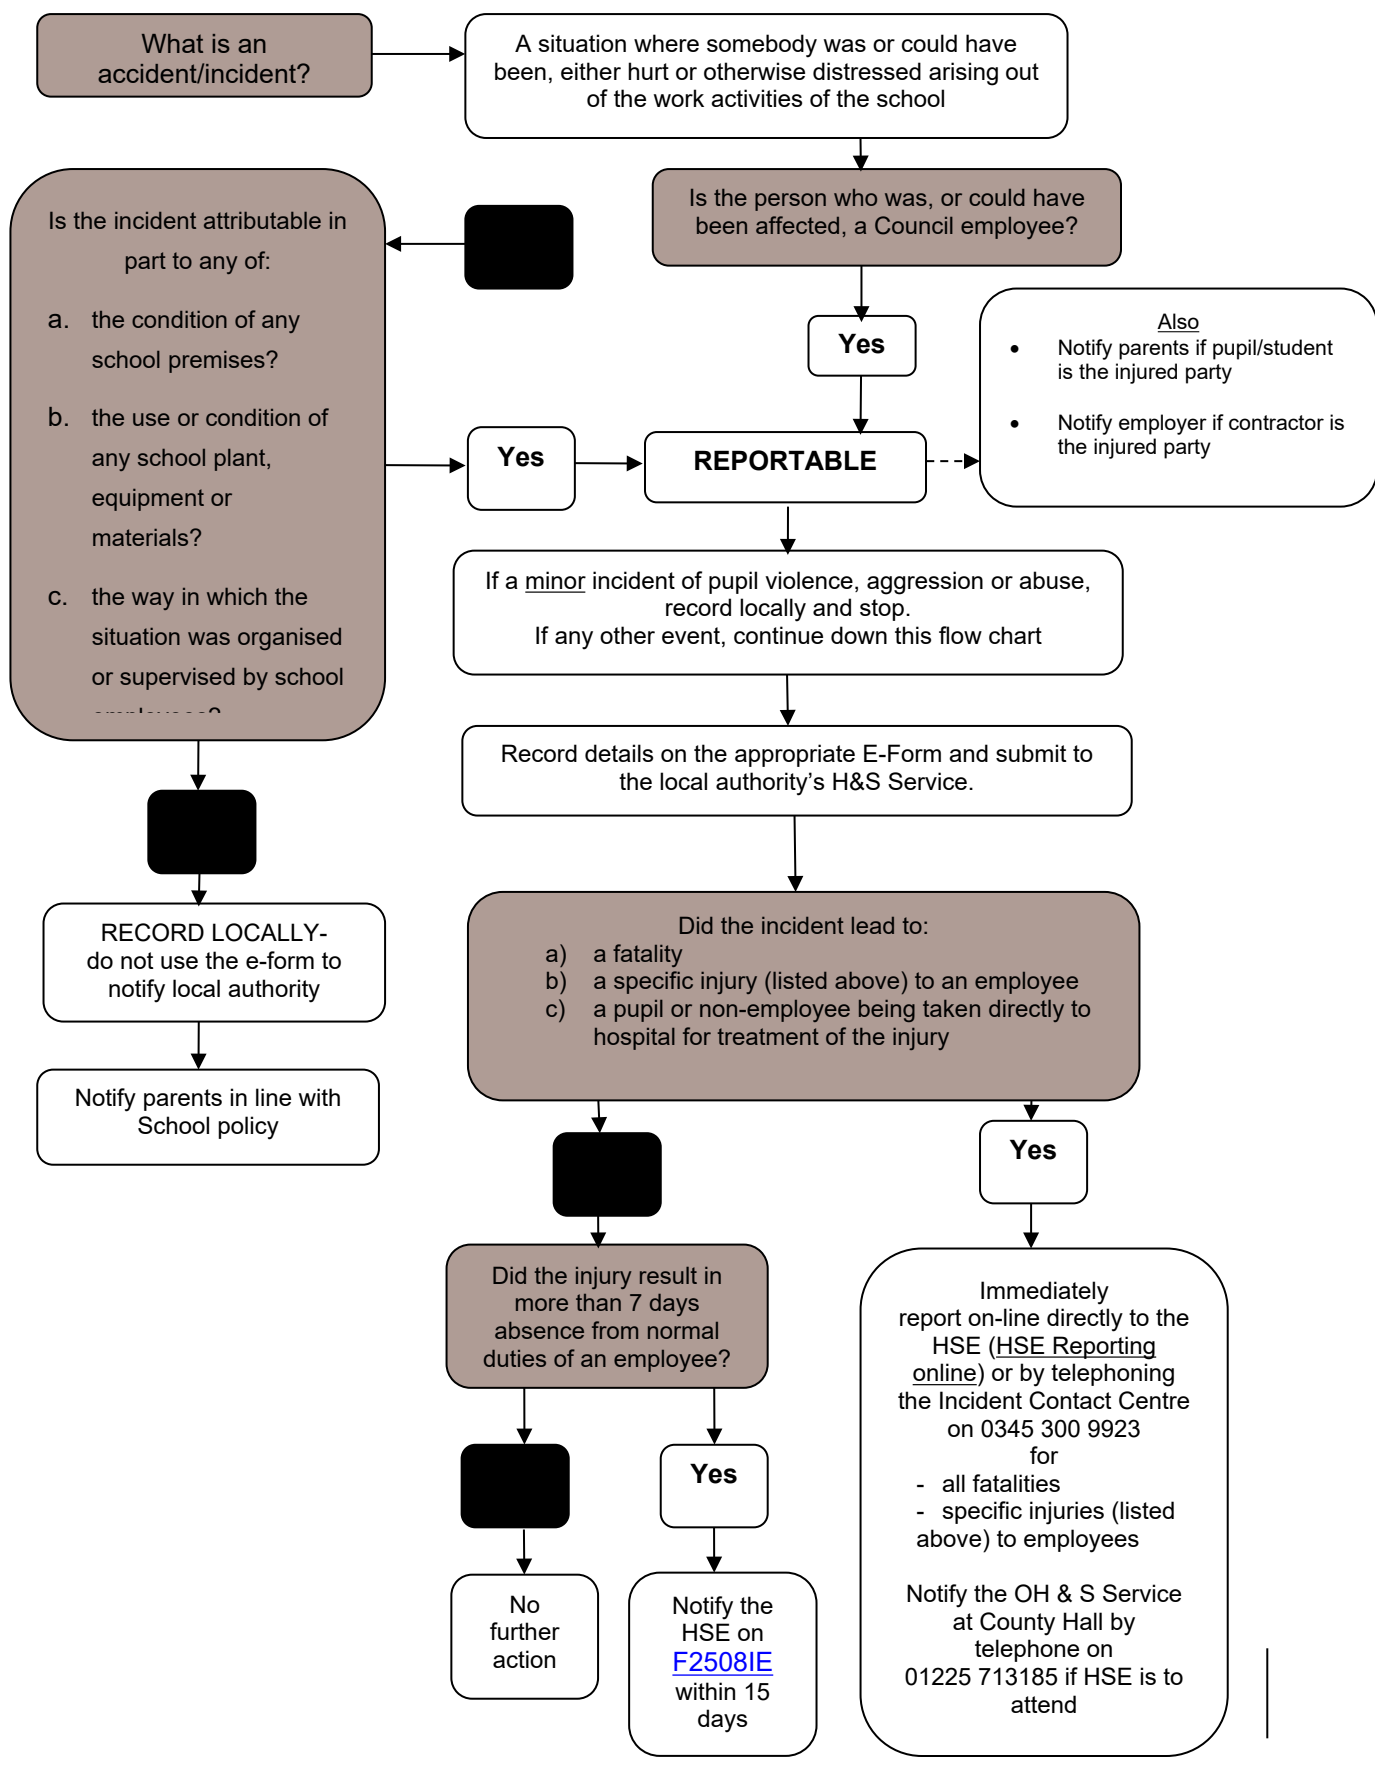 What is an
accident/incident?
A situation where somebody was or could have
been, either hurt or otherwise distressed arising out
of the work activities of the school
Is the person who was, or could have
been affected, a Council employee?
Yes
Also
• Notify parents if pupil/student
is the injured party
• Notify employer if contractor is
the injured party
Is the incident attributable in
part to any of:
a. the condition of any
school premises?
b. the use or condition of
any school plant,
equipment or
materials?
c. the way in which the
situation was organised
or supervised by school
Yes
REPORTABLE
If a minor incident of pupil violence, aggression or abuse,
record locally and stop.
If any other event, continue down this flow chart
Record details on the appropriate E-Form and submit to
the local authority’s H&S Service.
RECORD LOCALLY-
do not use the e-form to
notify local authority
Notify parents in line with
School policy
Did the incident lead to:
a) a fatality
b) a specific injury (listed above) to an employee
c) a pupil or non-employee being taken directly to
hospital for treatment of the injury
Yes
Did the injury result in
more than 7 days
absence from normal
duties of an employee?
Yes
No
further
action
Notify the
HSE on
F2508IE
within 15
days
Immediately
report on-line directly to the
HSE (HSE Reporting
online) or by telephoning
the Incident Contact Centre
on 0345 300 9923
for
- all fatalities
- specific injuries (listed
above) to employees
Notify the OH & S Service
at County Hall by
telephone on
01225 713185 if HSE is to
attend